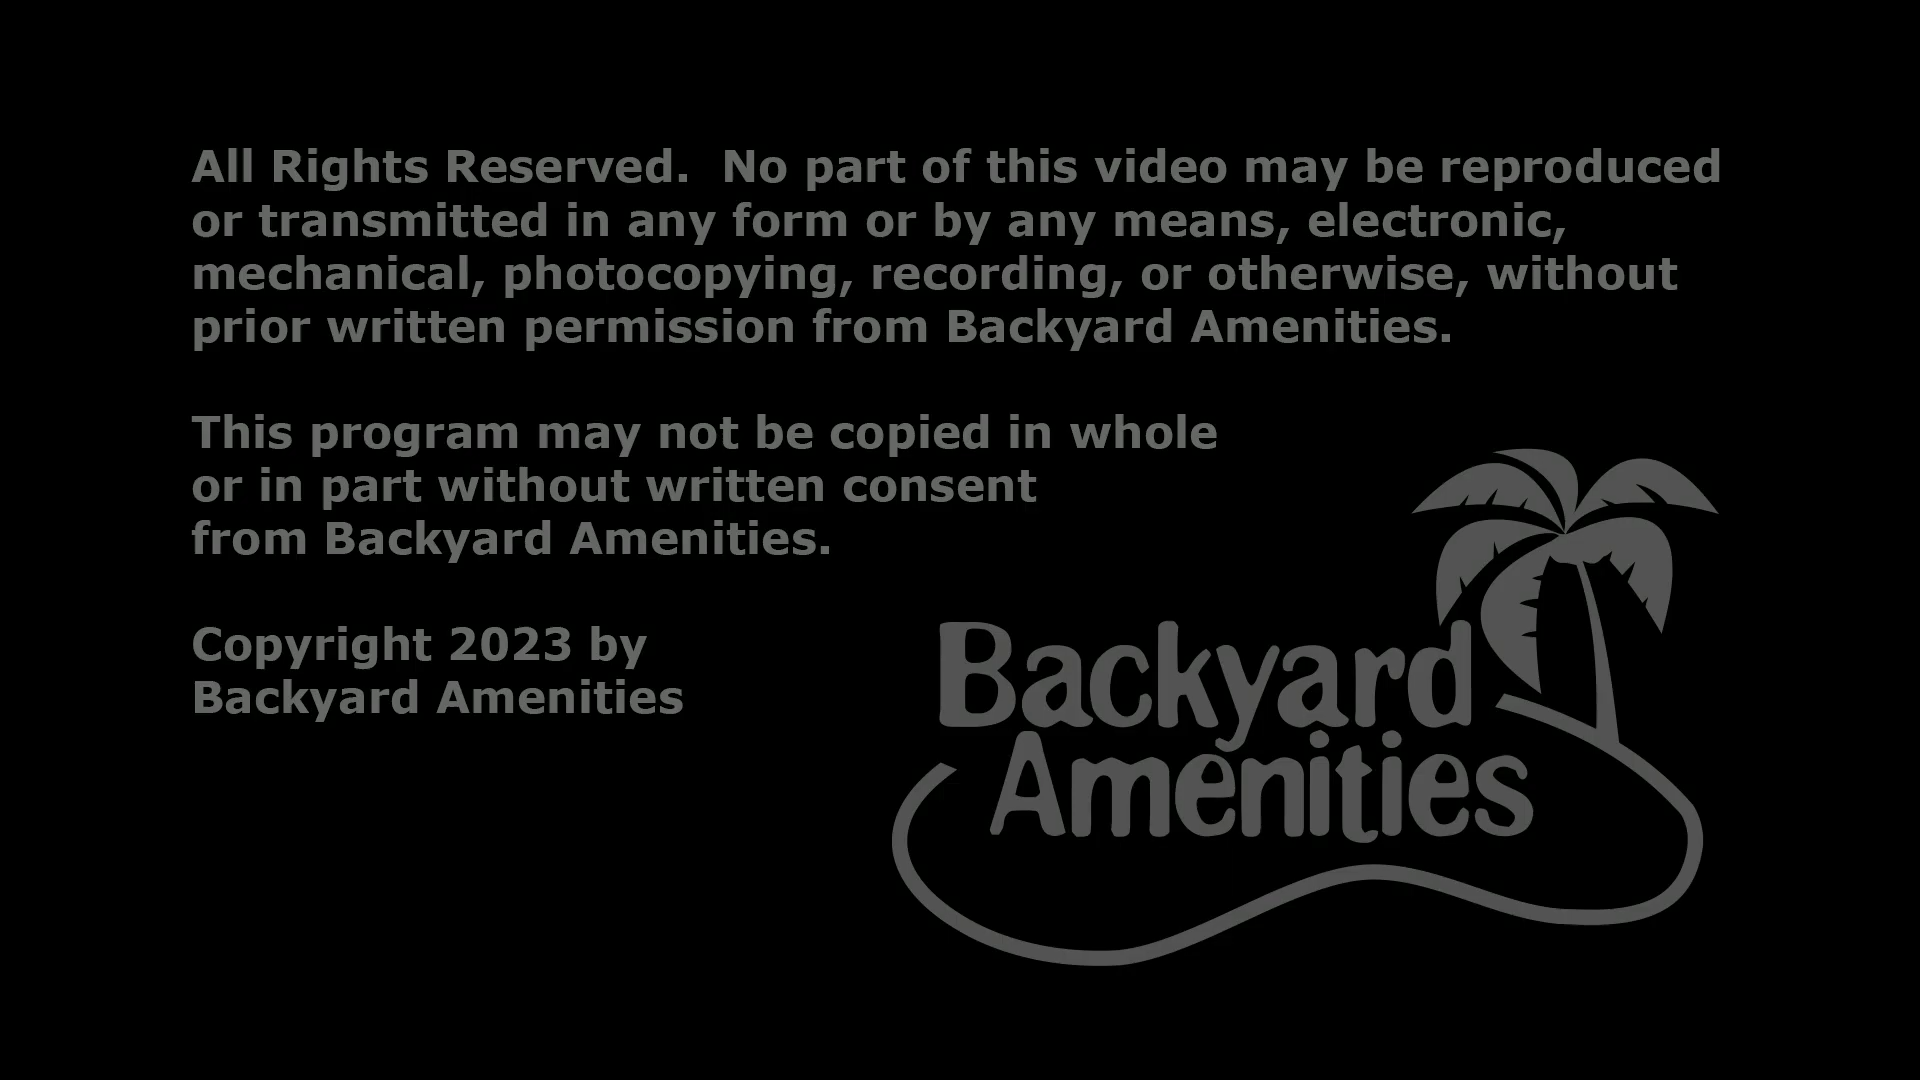 All Rights Reserved.  No part of this video may be reproduced
or transmitted in any form or by any means, electronic,
mechanical, photocopying, recording, or otherwise, without
prior written permission from Backyard Amenities.
This program may not be copied in whole
or in part without written consent
from Backyard Amenities.
Copyright 2023 by
Backyard Amenities
Backyard
Amenities